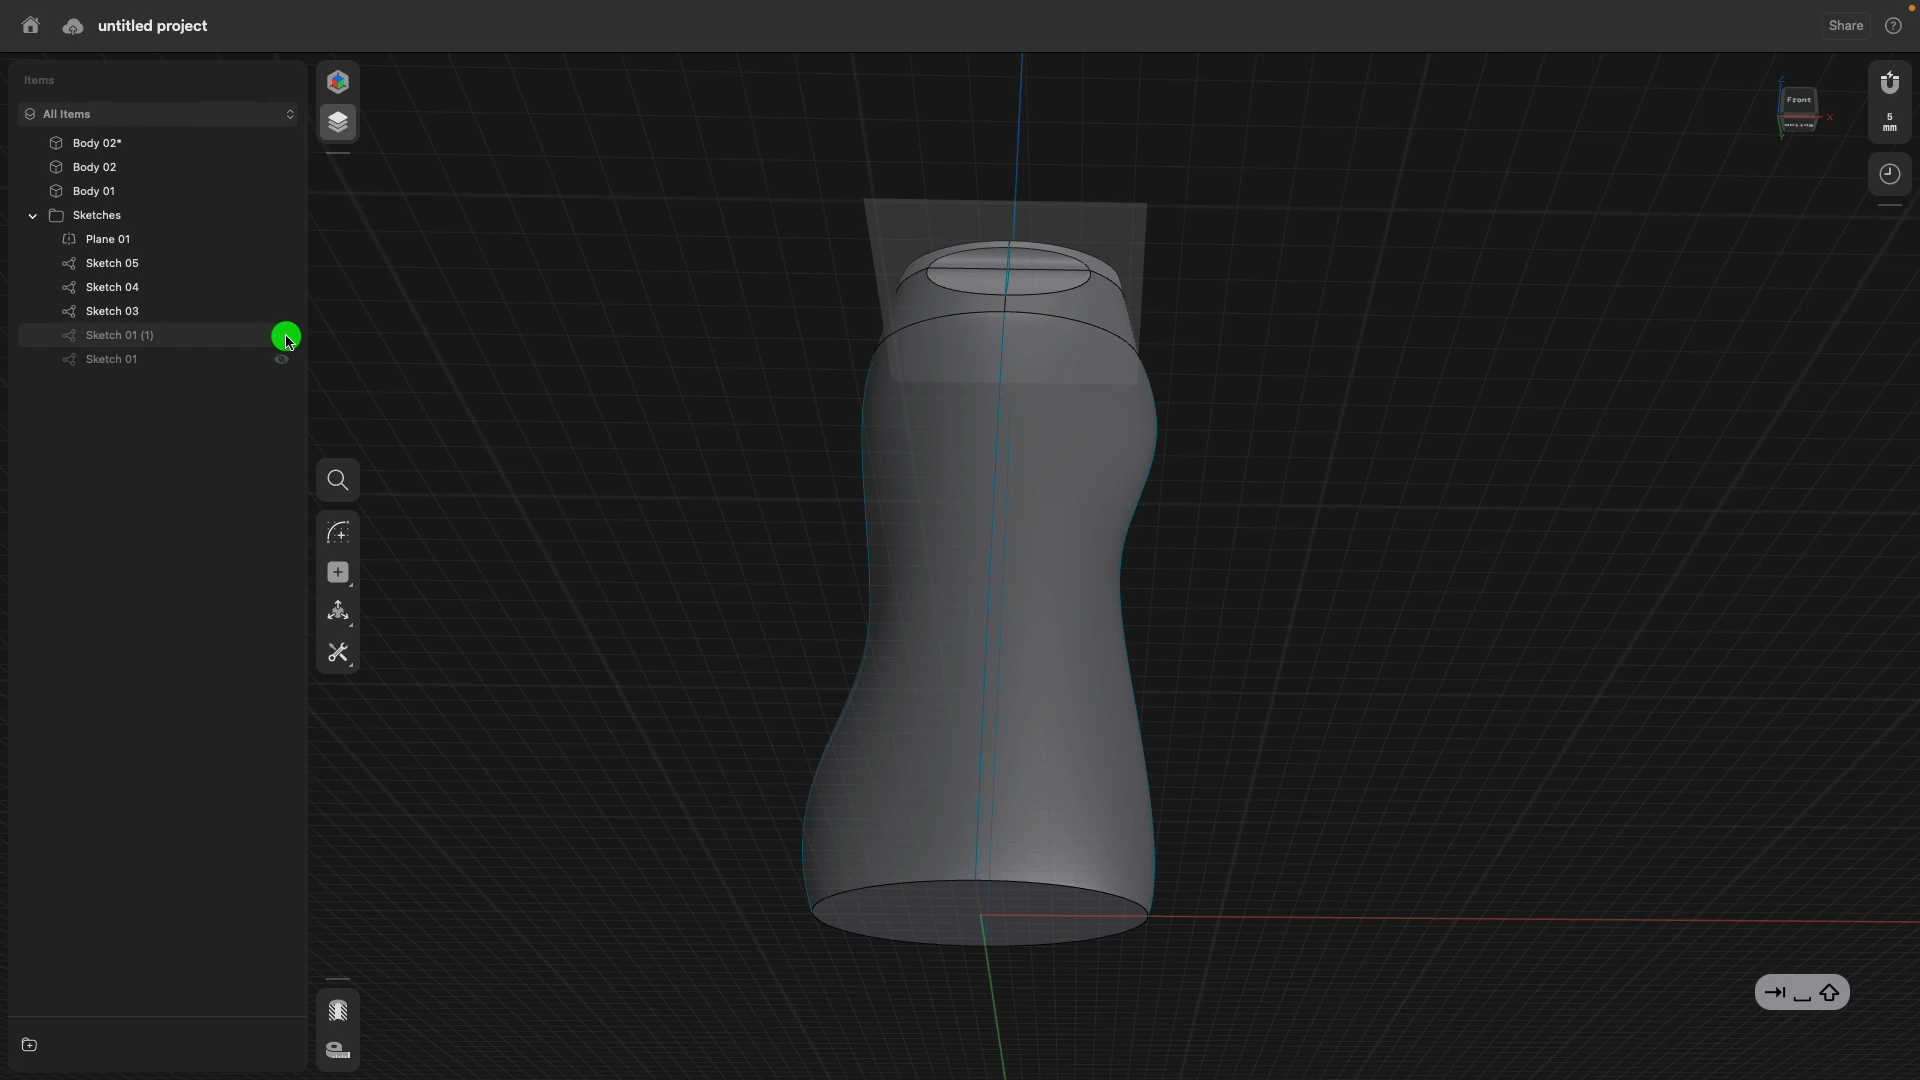 untitled project
Share
Items
All Items
Body 02*
Body 02
Body 01
Sketches
Plane 01
Sketch 05
Sketch 04
Sketch 03
Sketch 01 (1)
Sketch 01
Z
Front
X
Y
5
mm